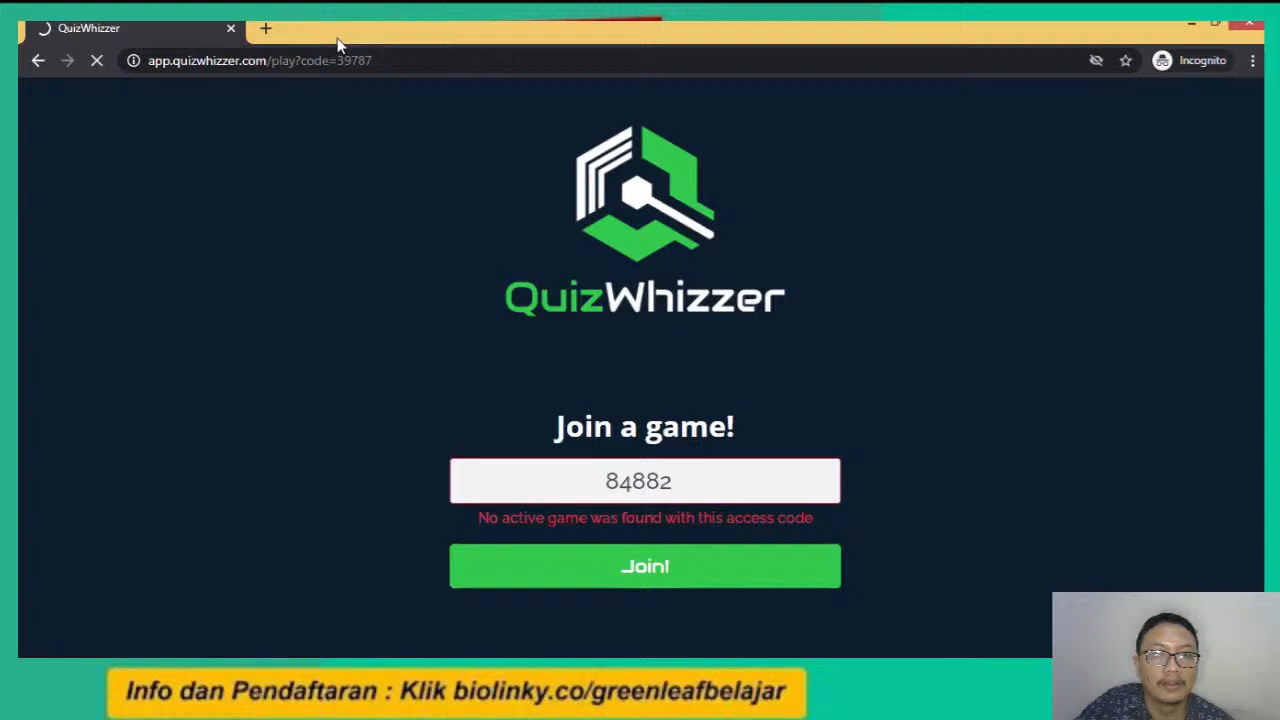 QuizWhizzer
app.quizwhizzer.com/play?code=39787
Incognito
QuizWhizzer
Join a game!
84882
No active game was found with this access code
Join!
Info dan Pendaftaran : Klik biolinky.co/greenleafbelajar